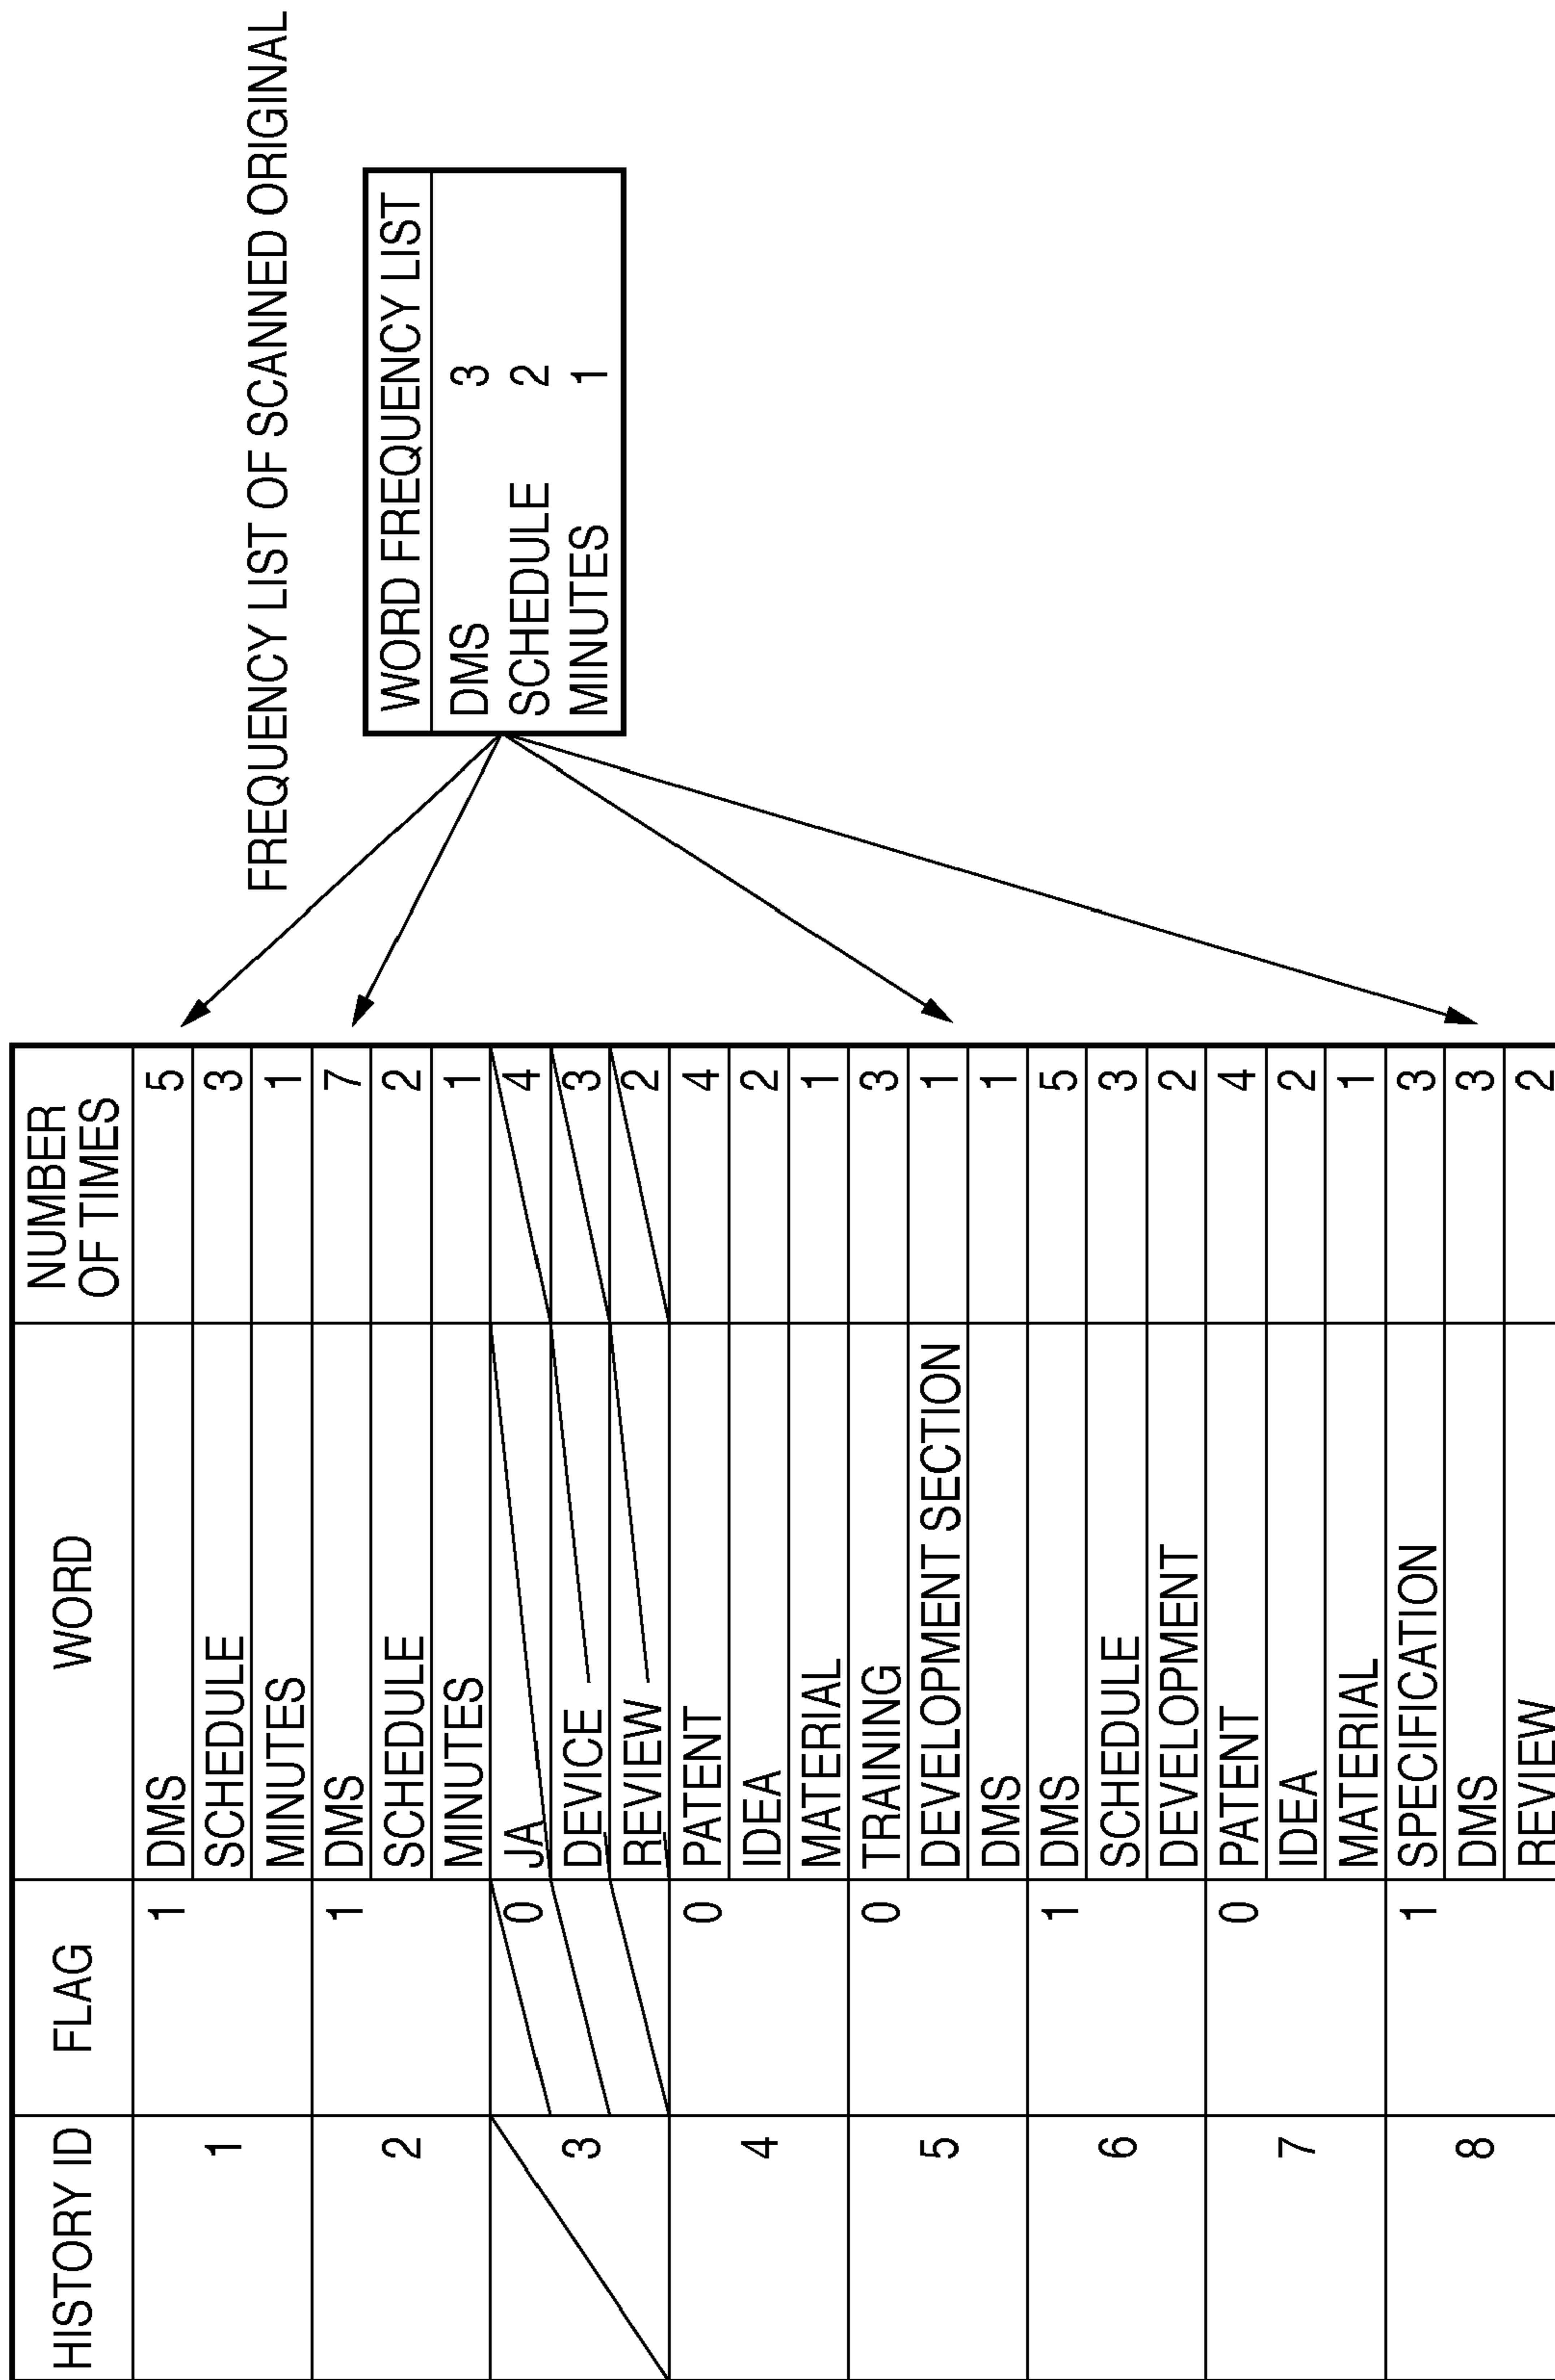 FREQUENCY LIST OF SCANNED ORIGINAL
HISTORY ID FLAG WORD NUMBER OF TIMES
1 1 DMS 5
SCHEDULE 3
MINUTES 1
2 1 DMS 7
SCHEDULE 2
MINUTES 1
3 0 JA 4
DEVICE 3
REVIEW 2
4 0 PATENT 4
IDEA 2
MATERIAL 1
5 0 TRAINING 3
DEVELOPMENT SECTION 1
DMS 1
6 1 DMS 5
SCHEDULE 3
DEVELOPMENT 2
7 0 PATENT 4
IDEA 2
MATERIAL 1
8 1 SPECIFICATION 3
DMS 3
REVIEW 2
WORD FREQUENCY LIST
DMS 3
SCHEDULE 2
MINUTES 1